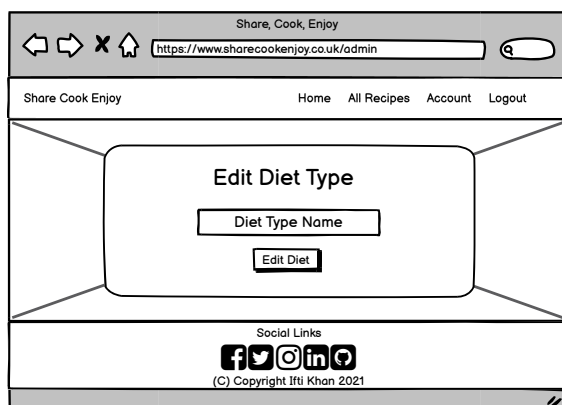 Share, Cook, Enjoy
https://www.sharecookenjoy.co.uk/admin
Share Cook Enjoy Home All Recipes Account Logout
Edit Diet Type
Diet Type Name
Edit Diet
Social Links
(C) Copyright Ifti Khan 2021